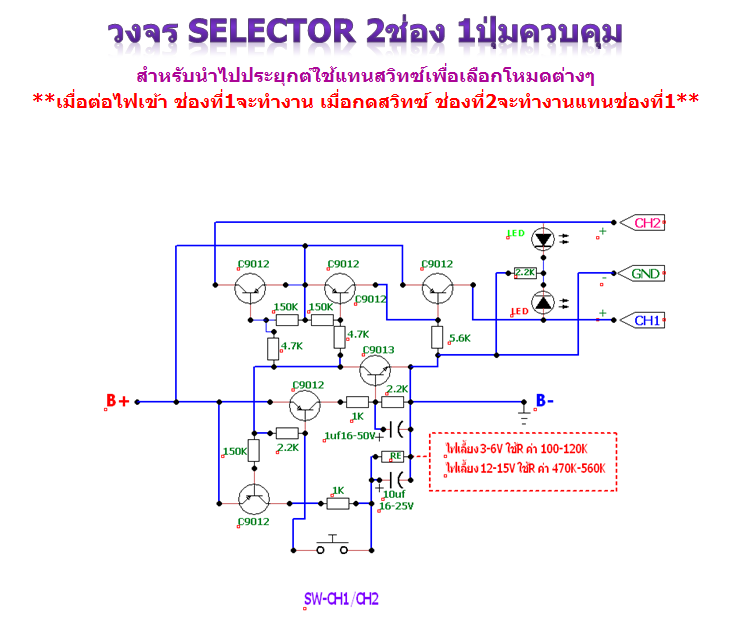 วงจร SELECTOR 2ช่อง 1ปุ่มควบคุม
สำหรับนำไปประยุกต์ใช้แทนสวิทซ์เพื่อเลือกโหมดต่างๆ
**เมื่อต่อไฟเข้า ช่องที่1จะทำงาน เมื่อกดสวิทซ์ ช่องที่2จะทำงานแทนช่องที่1**
LED + CH2
C9012 C9012 C9012
2.2K GND
-
C9012
150K 150K LED + CH1
4.7K 4.7K 5.6K
C9013
C9012 2.2K
B+ B-
1K
1uf16-50V +
150K 2.2K
RE
ไฟเลี้ยง 3-6V ใช้R ค่า 100-120K
ไฟเลี้ยง 12-15V ใช้R ค่า 470K-560K
1K + 10uf
16-25V
C9012
SW-CH1/CH2